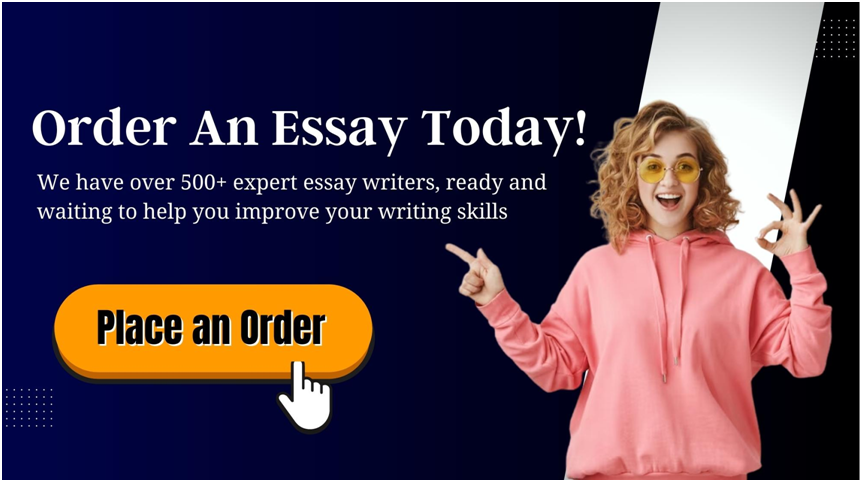 Order An Essay Today!
We have over 500+ expert essay writers, ready and
waiting to help you improve your writing skills
Place an Order